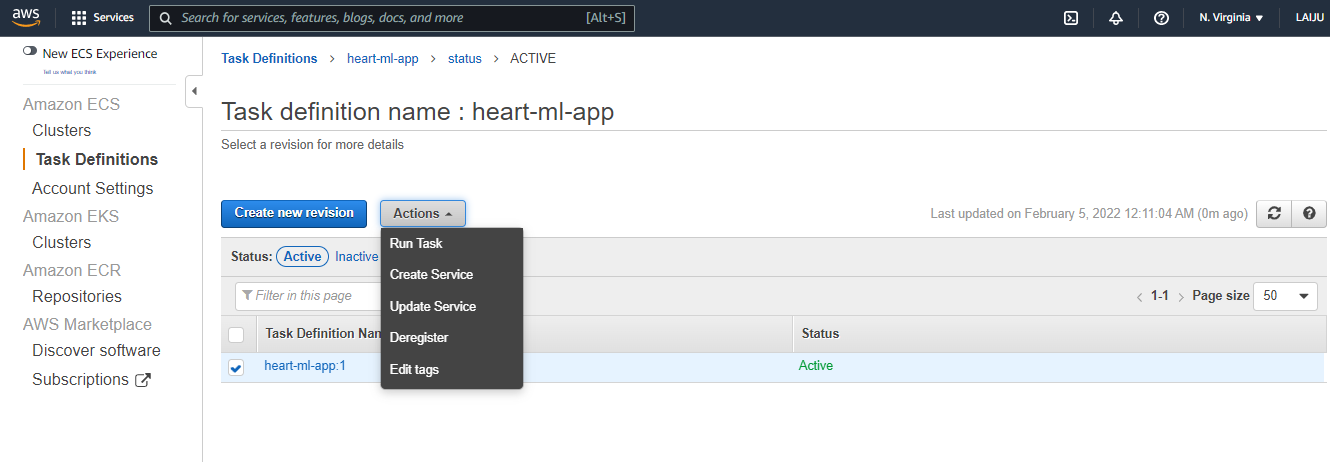 aws Services Search for services, features, blogs, docs, and more [Alt+S] N. Virginia LAIJU
New ECS Experience
Tell us what you think
Amazon ECS
Clusters
Task Definitions
Account Settings
Amazon EKS
Clusters
Amazon ECR
Repositories
AWS Marketplace
Discover software
Subscriptions
Task Definitions > heart-ml-app > status > ACTIVE
Task definition name : heart-ml-app
Select a revision for more details
Create new revision Actions Last updated on February 5, 2022 12:11:04 AM (0m ago)
Run Task
Create Service
Update Service
Deregister
Edit tags
Status: Active Inactive
Filter in this page < 1-1 > Page size 50
Task Definition Nam Status
heart-ml-app:1 Active